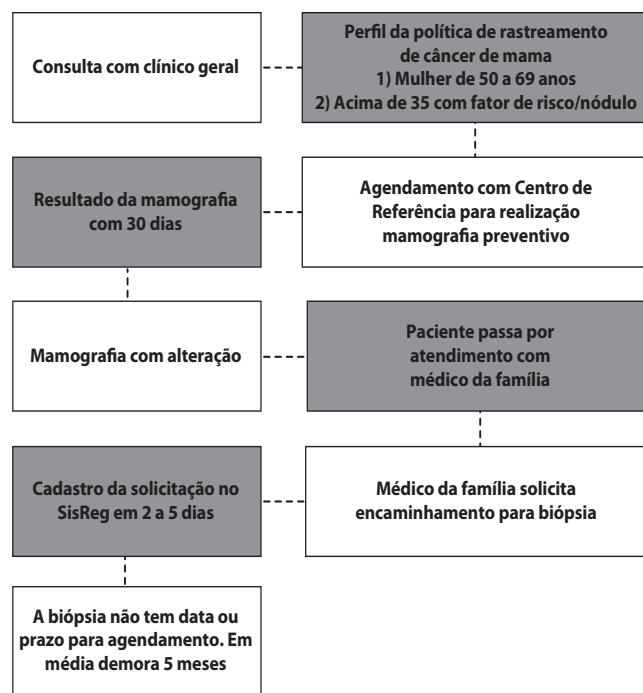 Consulta com clínico geral
Perfil da política de rastreamento
de câncer de mama
1) Mulher de 50 a 69 anos
2) Acima de 35 com fator de risco/nódulo
Agendamento com Centro de
Referência para realização
mamografia preventivo
Resultado da mamografia
com 30 dias
Mamografia com alteração
Paciente passa por
atendimento com
médico da família
Médico da família solicita
encaminhamento para biópsia
Cadastro da solicitação no
SisReg em 2 a 5 dias
A biópsia não tem data ou
prazo para agendamento. Em
média demora 5 meses